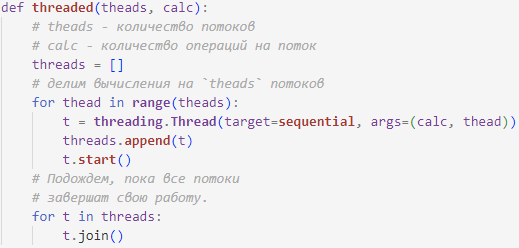 def threaded(theads, calc):
    # theads - количество потоков
    # calc - количество операций на поток
    threads = []
    # делим вычисления на `theads` потоков
    for thead in range(theads):
        t = threading.Thread(target=sequential, args=(calc, thead))
        threads.append(t)
        t.start()
    # Подождем, пока все потоки
    # завершат свою работу.
    for t in threads:
        t.join()